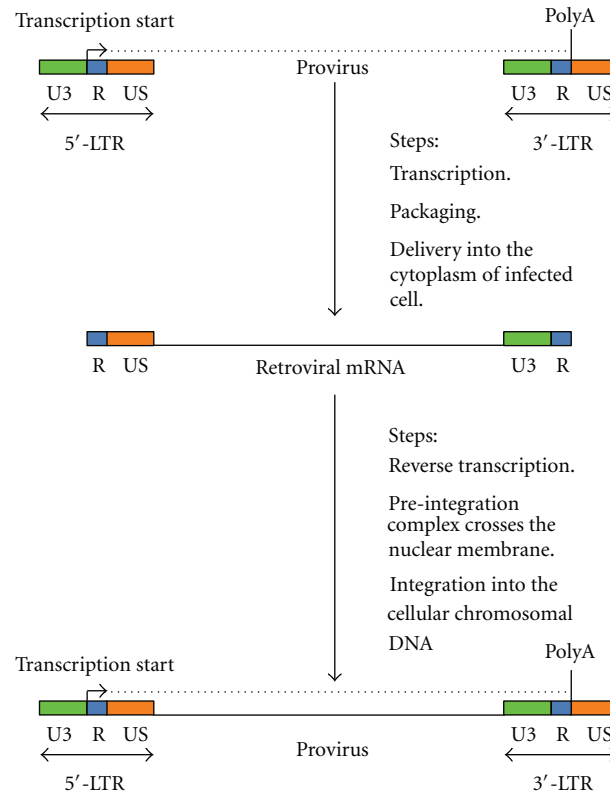 Transcription start
PolyA
Provirus
U3 R US
U3 R US
5′-LTR
3′-LTR
Steps:
Transcription.
Packaging.
Delivery into the
cytoplasm of infected
cell.
R US
Retroviral mRNA
U3 R
Steps:
Reverse transcription.
Pre-integration
complex crosses the
nuclear membrane.
Integration into the
cellular chromosomal
DNA
Transcription start
PolyA
U3 R US
Provirus
U3 R US
5′-LTR
3′-LTR